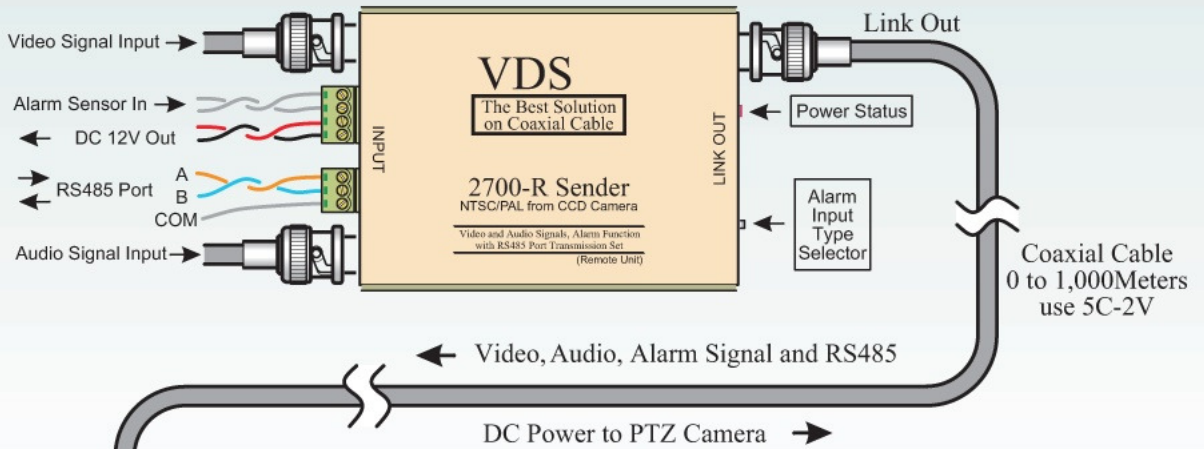 Video Signal Input
Alarm Sensor In
DC 12V Out
RS485 Port
A
B
COM
Audio Signal Input
INPUT
VDS
The Best Solution
on Coaxial Cable
2700-R Sender
NTSC/PAL from CCD Camera
Video and Audio Signals, Alarm Function
with RS485 Port Transmission Set
(Remote Unit)
LINK OUT
Link Out
Power Status
Alarm
Input
Type
Selector
Coaxial Cable
0 to 1,000Meters
use 5C-2V
Video, Audio, Alarm Signal and RS485
DC Power to PTZ Camera